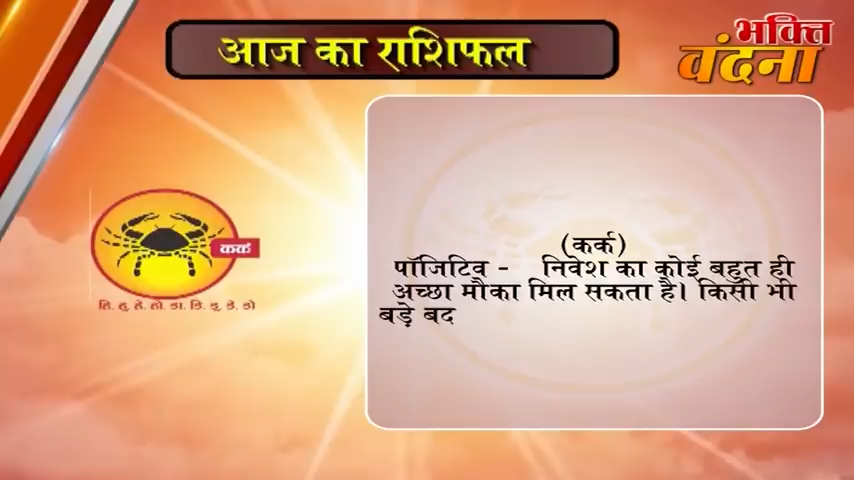 आज का राशिफल
भक्ति
वंदना
कर्क
हि. हु. हे. हो. डा. डि. डू. डे. डो
(कर्क)
पॉजिटिव - निवेश का कोई बहुत ही
अच्छा मौका मिल सकता है। किसी भी
बड़े बद